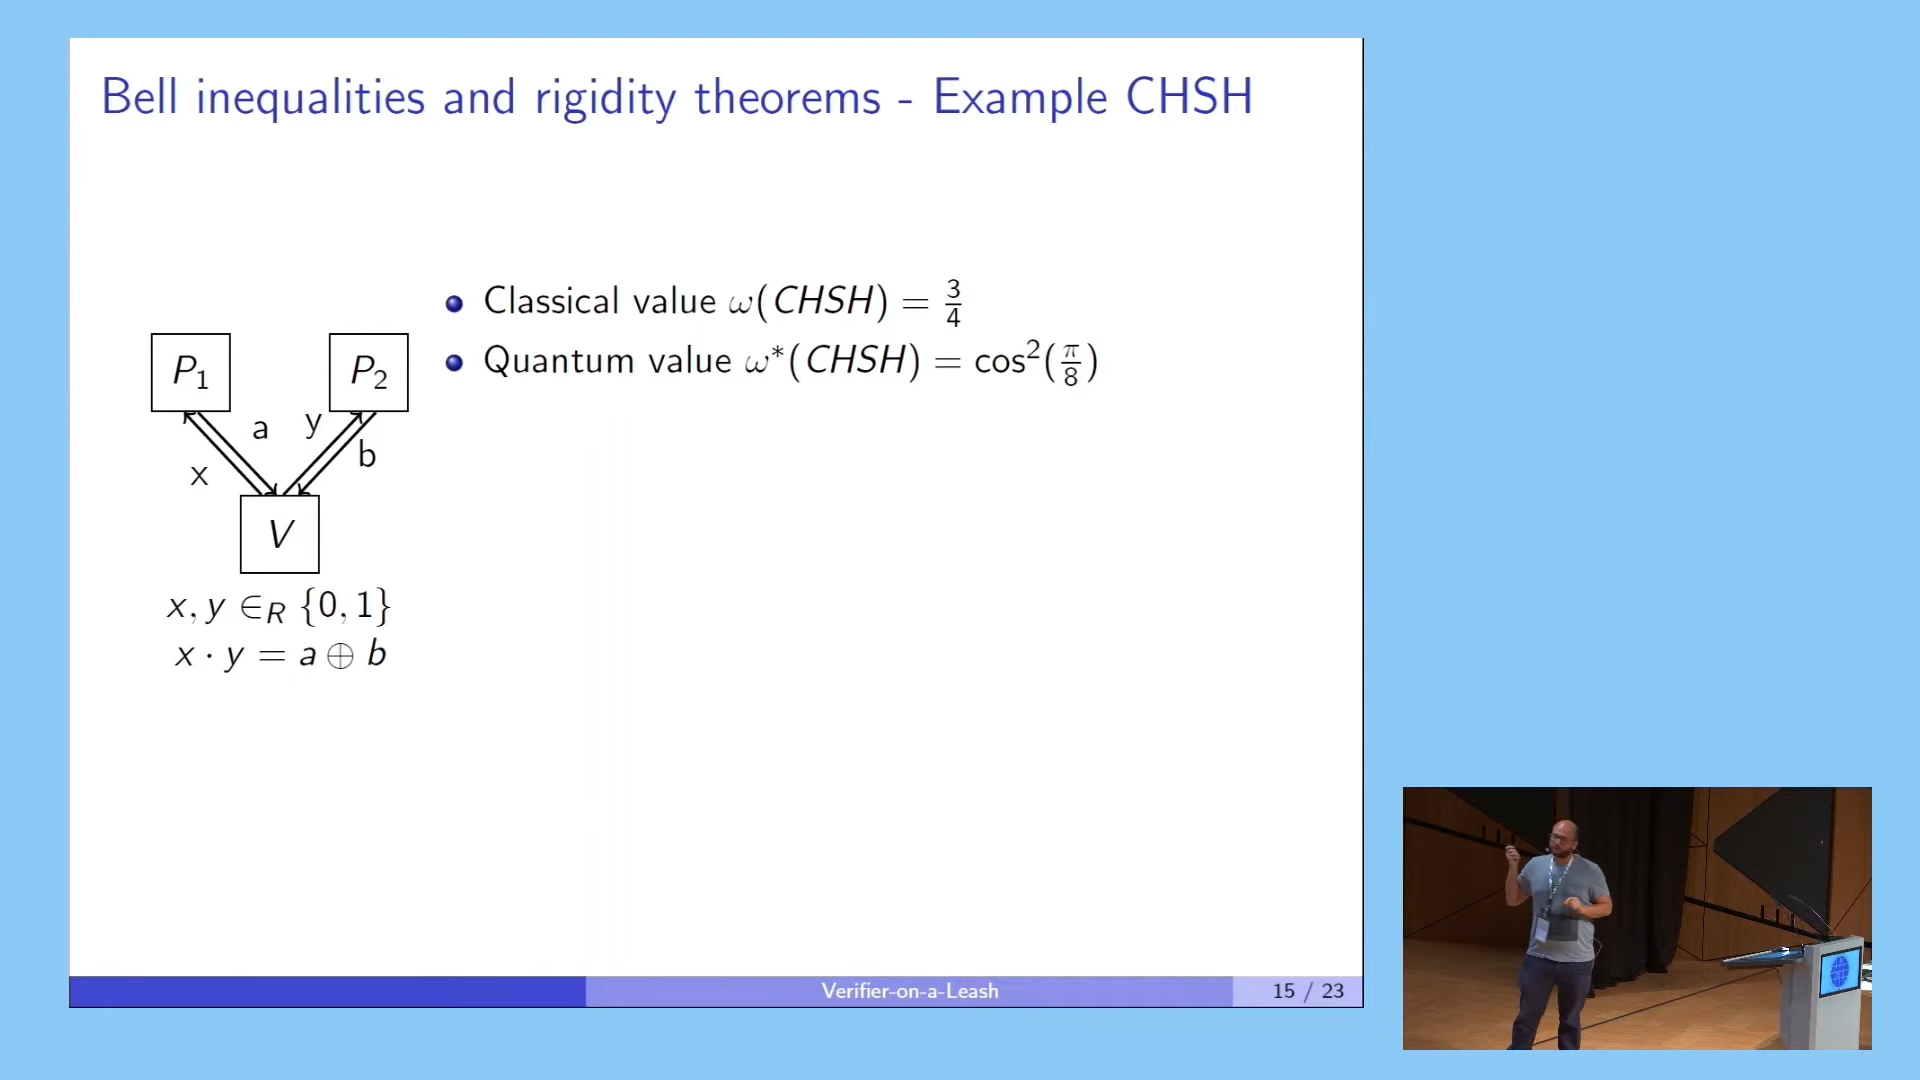 Bell inequalities and rigidity theorems - Example CHSH
Classical value ω(CHSH) = 3/4
Quantum value ω*(CHSH) = cos²(π/8)
P₁
P₂
a
y
x
b
V
x, y ∈_R {0, 1}
x · y = a ⊕ b
Verifier-on-a-Leash
15 / 23